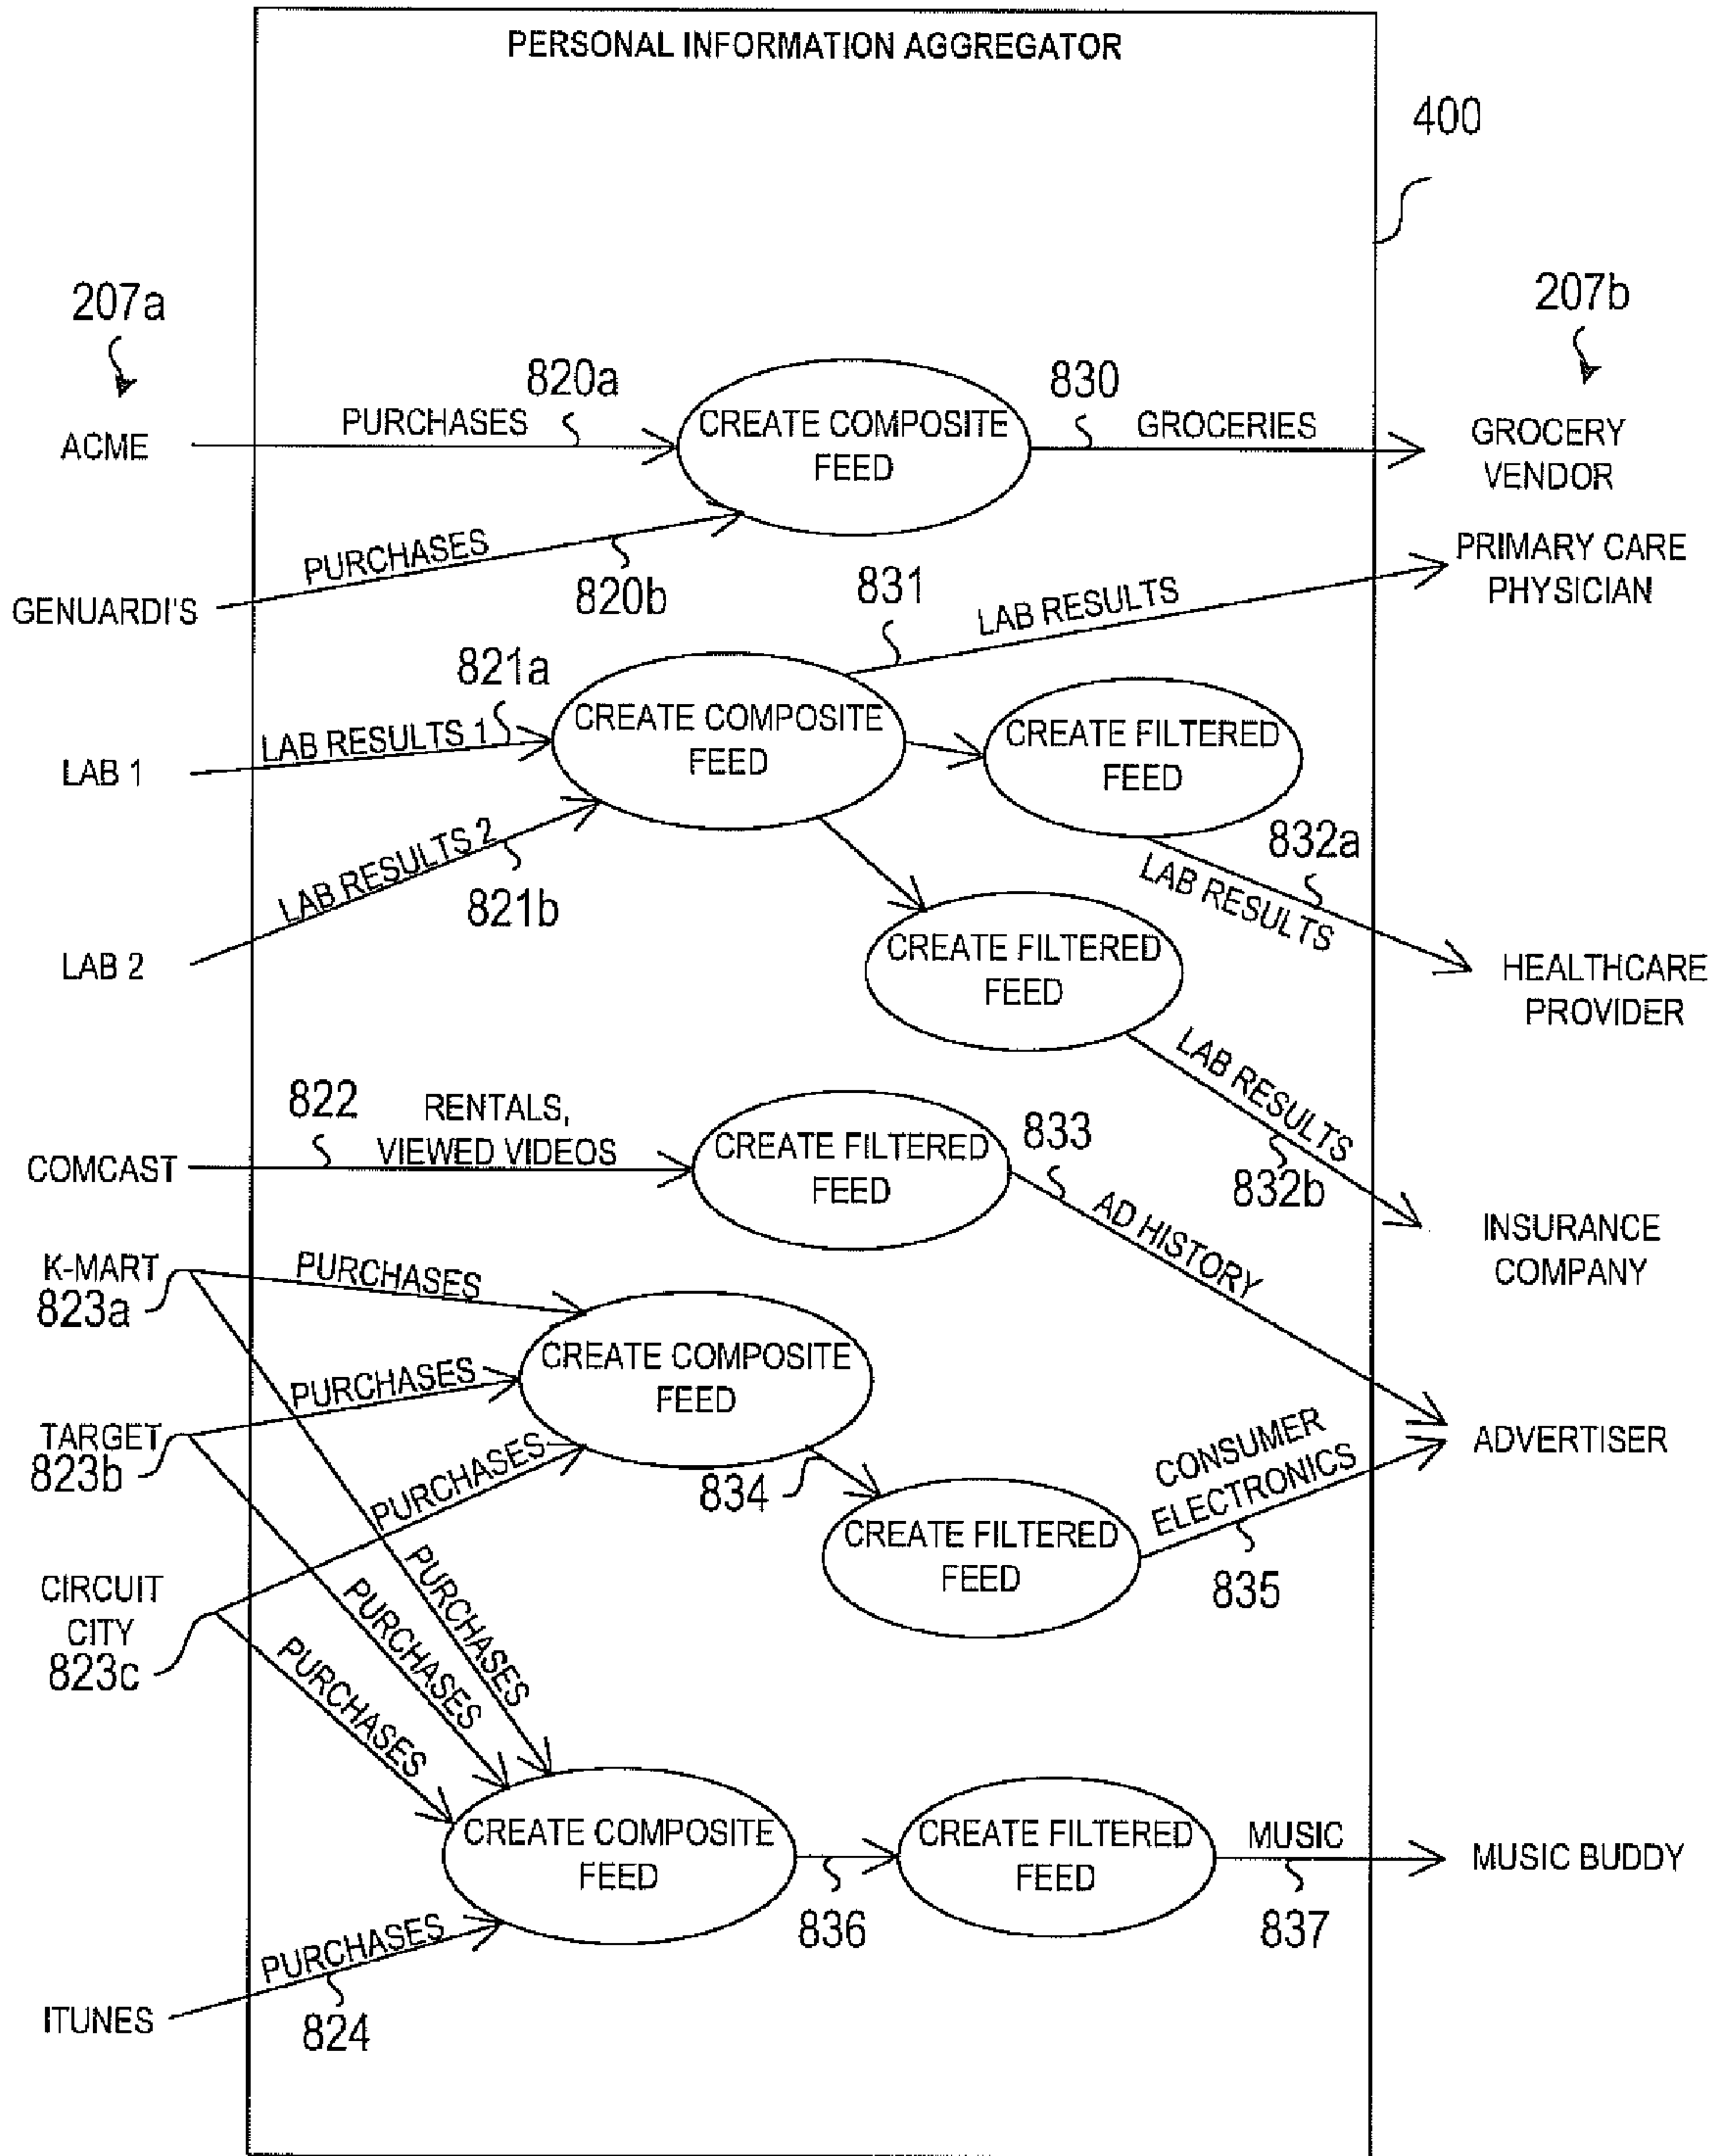 PERSONAL INFORMATION AGGREGATOR
400
207a
207b
820a
830
ACME
PURCHASES
CREATE COMPOSITE
FEED
GROCERIES
GROCERY
VENDOR
GENUARDI'S
PURCHASES
820b
831
LAB RESULTS
PRIMARY CARE
PHYSICIAN
821a
LAB 1
LAB RESULTS 1
CREATE COMPOSITE
FEED
CREATE FILTERED
FEED
LAB 2
LAB RESULTS 2
821b
832a
LAB RESULTS
HEALTHCARE
PROVIDER
CREATE FILTERED
FEED
LAB RESULTS
832b
INSURANCE
COMPANY
COMCAST
822
RENTALS,
VIEWED VIDEOS
CREATE FILTERED
FEED
833
AD HISTORY
K-MART
823a
PURCHASES
CREATE COMPOSITE
FEED
TARGET
823b
PURCHASES
ADVERTISER
834
CONSUMER
ELECTRONICS
835
CREATE FILTERED
FEED
CIRCUIT
CITY
823c
PURCHASES
PURCHASES
PURCHASES
PURCHASES
CREATE COMPOSITE
FEED
836
CREATE FILTERED
FEED
MUSIC
837
MUSIC BUDDY
ITUNES
PURCHASES
824